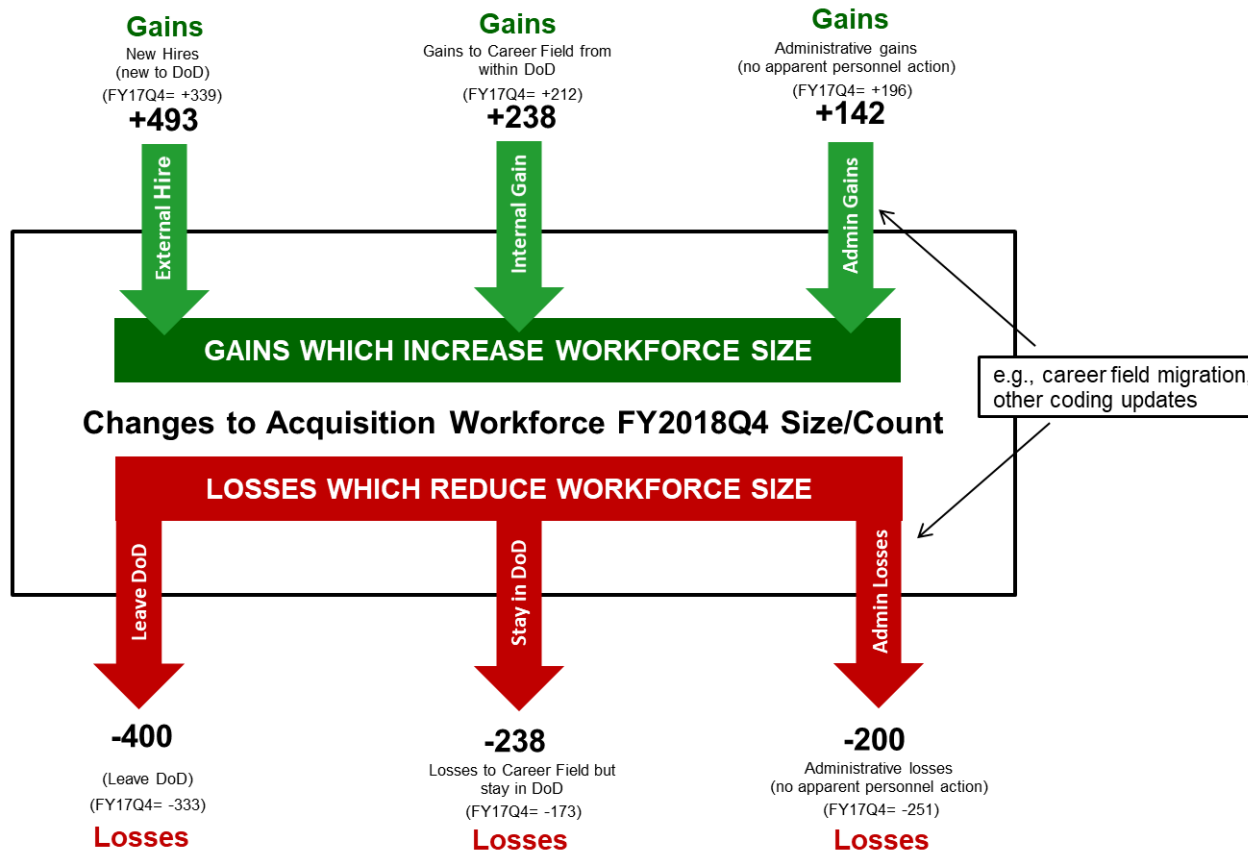 Gains
New Hires
(new to DoD)
(FY17Q4= +339)
+493
Gains
Gains to Career Field from
within DoD
(FY17Q4= +212)
+238
Gains
Administrative gains
(no apparent personnel action)
(FY17Q4= +196)
+142
External Hire
Internal Gain
Admin Gains
GAINS WHICH INCREASE WORKFORCE SIZE
e.g., career field migration,
other coding updates
Changes to Acquisition Workforce FY2018Q4 Size/Count
LOSSES WHICH REDUCE WORKFORCE SIZE
Leave DoD
Stay in DoD
Admin Losses
-400
(Leave DoD)
(FY17Q4= -333)
Losses
-238
Losses to Career Field but
stay in DoD
(FY17Q4= -173)
Losses
-200
Administrative losses
(no apparent personnel action)
(FY17Q4= -251)
Losses